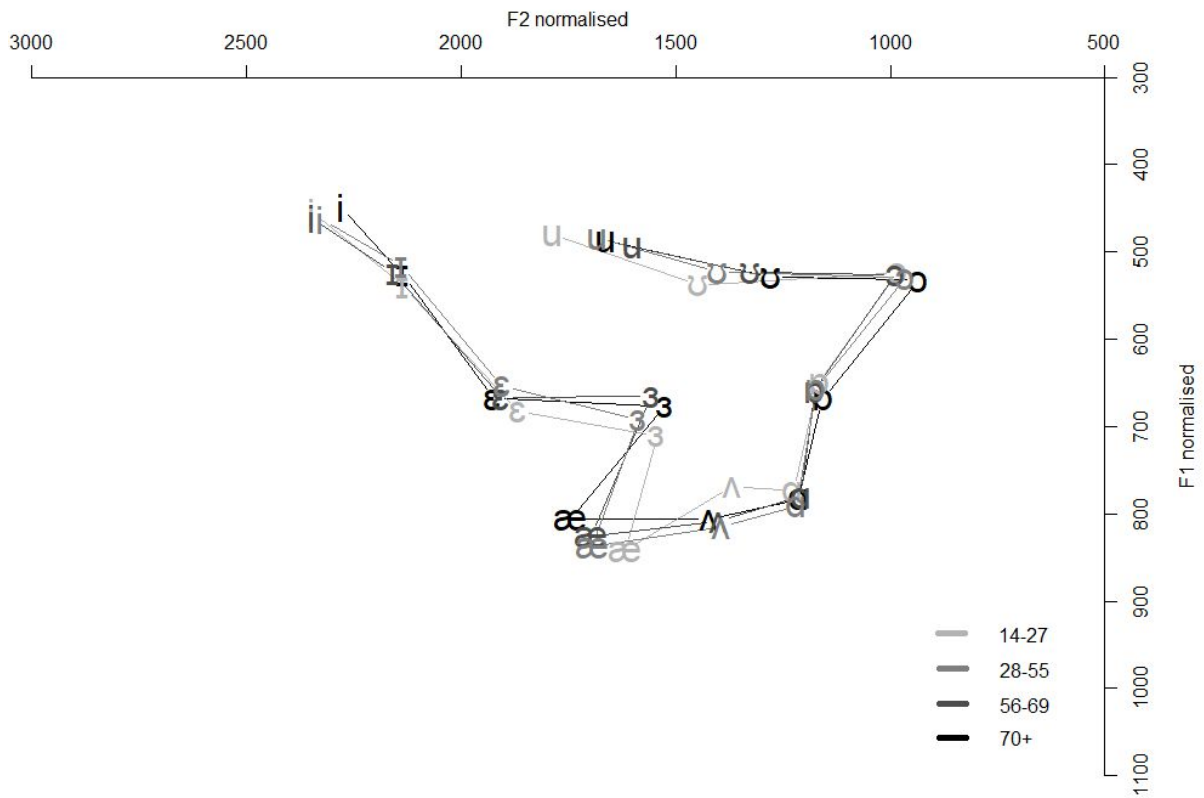 F2 normalised
3000 2500 2000 1500 1000 500
300
400
500
600
700
800
900
1000
1100
F1 normalised
i i i i
ɪ ɪ ɪ ɪ
u u u u
ʊ ʊ ʊ ʊ
ɔ ɔ ɔ ɔ
ɛ ɛ ɛ ɛ
ɜ ɜ ɜ ɜ
ɒ ɒ ɒ ɒ
æ æ æ æ
ʌ ʌ ʌ ʌ
ɑ ɑ ɑ ɑ
14-27
28-55
56-69
70+